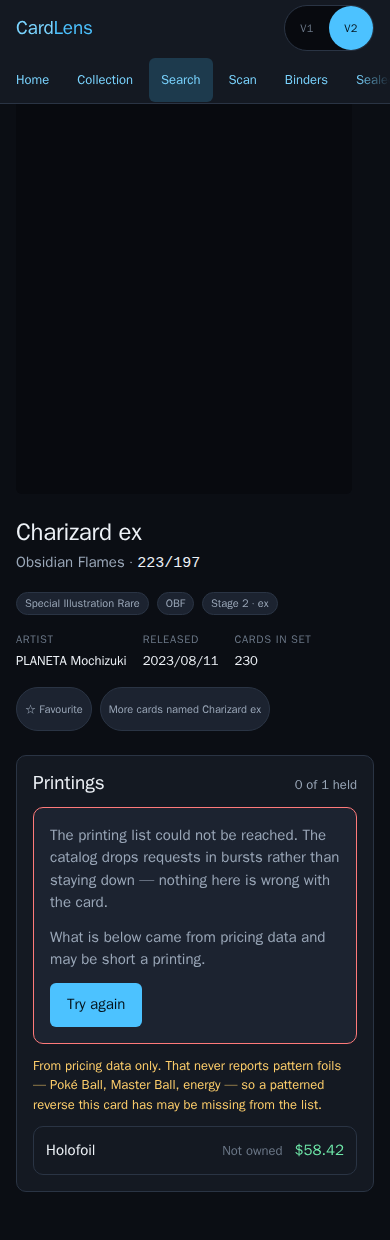 CardLens
V1 V2
Home Collection Search Scan Binders Seale
Charizard ex
Obsidian Flames · 223/197
Special Illustration Rare OBF Stage 2 · ex
ARTIST RELEASED CARDS IN SET
PLANETA Mochizuki 2023/08/11 230
☆ Favourite More cards named Charizard ex
Printings 0 of 1 held
The printing list could not be reached. The
catalog drops requests in bursts rather than
staying down — nothing here is wrong with
the card.
What is below came from pricing data and
may be short a printing.
Try again
From pricing data only. That never reports pattern foils
— Poké Ball, Master Ball, energy — so a patterned
reverse this card has may be missing from the list.
Holofoil Not owned $58.42